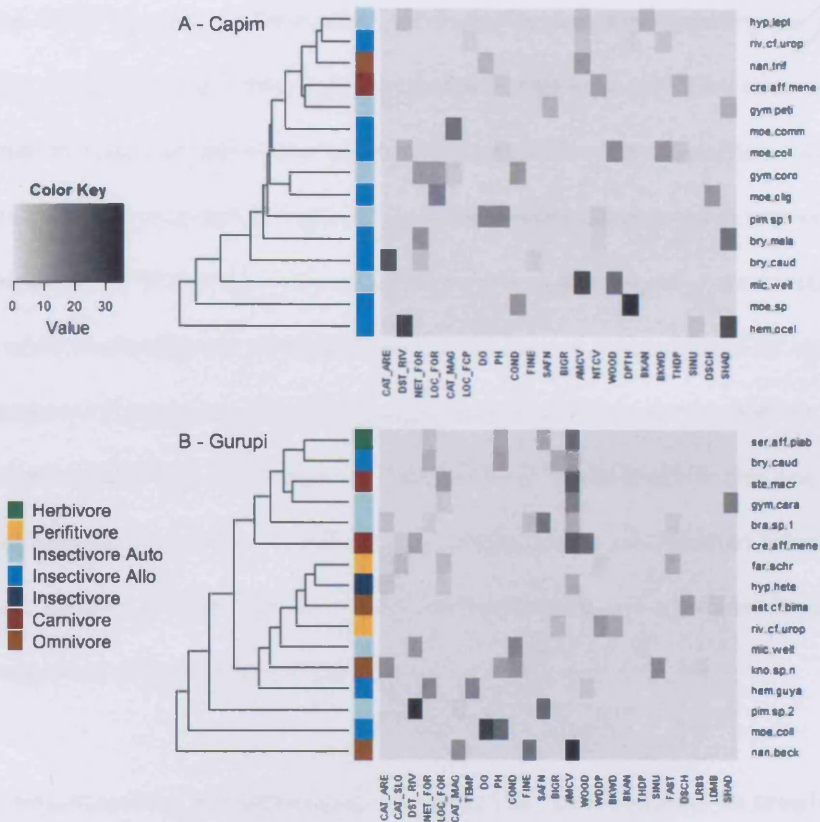 A - Capim
hyp,lept
riv,cf,urop
nan,trif
cre.aff.mene
gym,peti
moe,comm
moe,coll
gym,coro
moe,olig
pim,sp.1
bry,mela
bry,caud
mic,weit
moe,sp
hem,ocel
Color Key
0 10 20 30
Value
CAT_ARE
DST_RIV
NET_FOR
LOC_FOR
CAT_MAG
LOC_FCP
DO
PH
COND
FINE
SAFN
BIGR
AMCV
NTCV
WOOD
DPTH
BKAN
BKWD
THDP
SINU
DSCH
SHAD
B - Gurupi
ser,aff,piab
bry,caud
ste,macr
gym,cara
bra,sp.1
cre.aff.mene
far,schr
hyp,hete
ast,cf,bima
riv,cf,urop
mic,weit
kno,sp.n
hem,guya
pim,sp.2
moe,coll
nan,beck
Herbivore
Perifitivore
Insectivore Auto
Insectivore Allo
Insectivore
Carnivore
Omnivore
CAT_ARE
CAT_SLO
DST_RIV
NET_FOR
LOC_FOR
CAT_MAG
TEMP
DO
PH
COND
FINE
SAFN
BIGR
AMCV
WOOD
WDDP
BKWD
BKAN
THDP
SINU
FAST
DSCH
LRBS
LDMB
SHAD